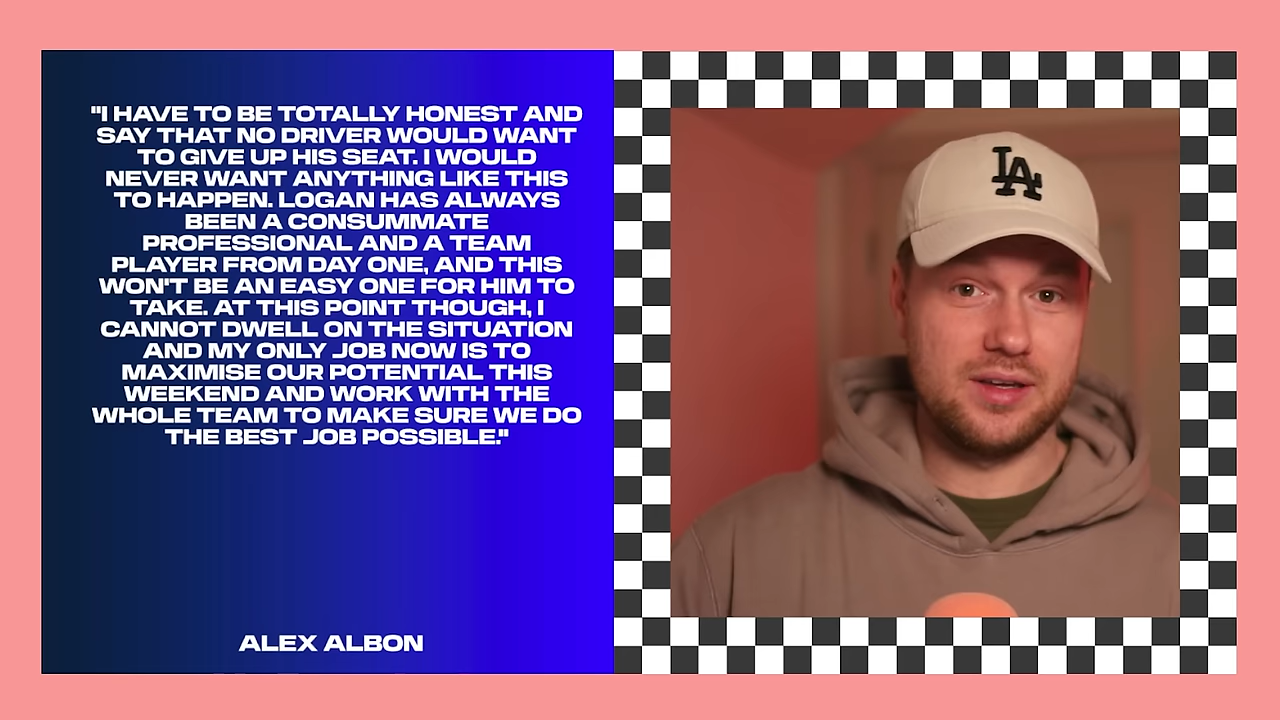 "I HAVE TO BE TOTALLY HONEST AND
SAY THAT NO DRIVER WOULD WANT
TO GIVE UP HIS SEAT. I WOULD
NEVER WANT ANYTHING LIKE THIS
TO HAPPEN. LOGAN HAS ALWAYS
BEEN A CONSUMMATE
PROFESSIONAL AND A TEAM
PLAYER FROM DAY ONE, AND THIS
WON'T BE AN EASY ONE FOR HIM TO
TAKE. AT THIS POINT THOUGH, I
CANNOT DWELL ON THE SITUATION
AND MY ONLY JOB NOW IS TO
MAXIMISE OUR POTENTIAL THIS
WEEKEND AND WORK WITH THE
WHOLE TEAM TO MAKE SURE WE DO
THE BEST JOB POSSIBLE."
ALEX ALBON
LA